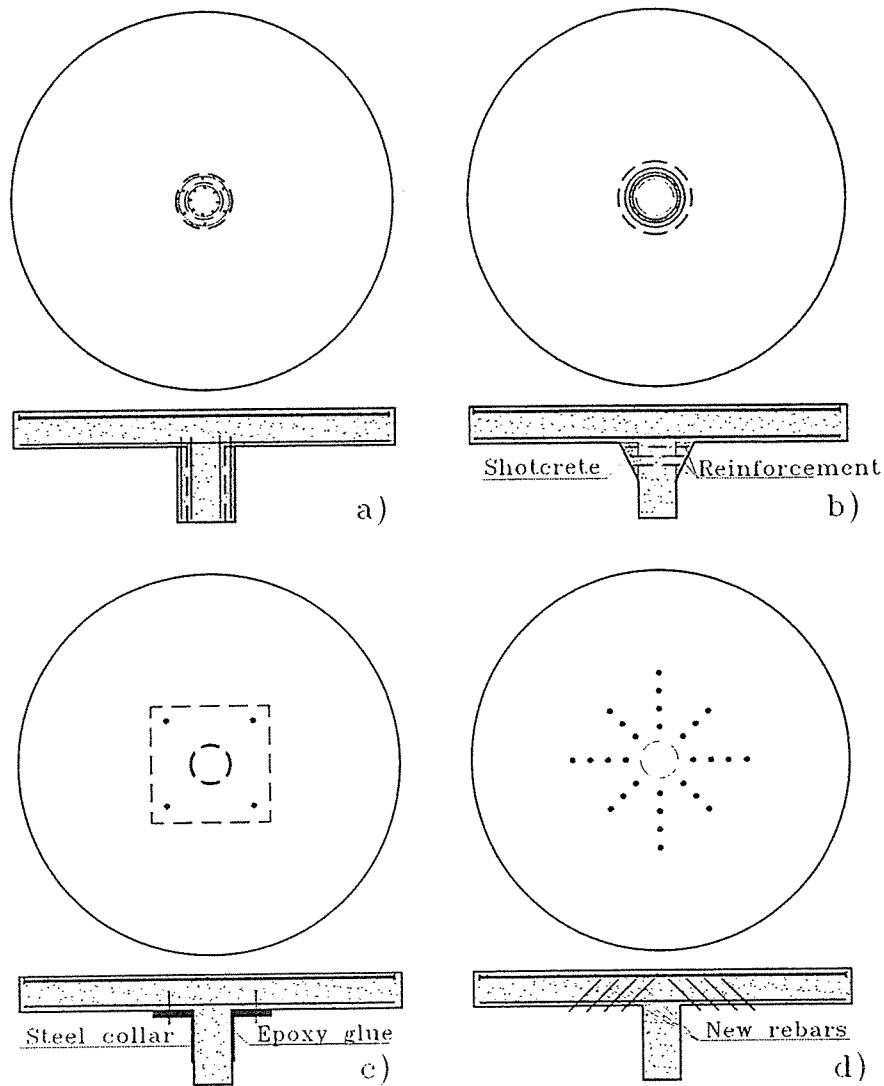 Shotcrete
Reinforcement
a)
b)
Steel collar
Epoxy glue
c)
New rebars
d)